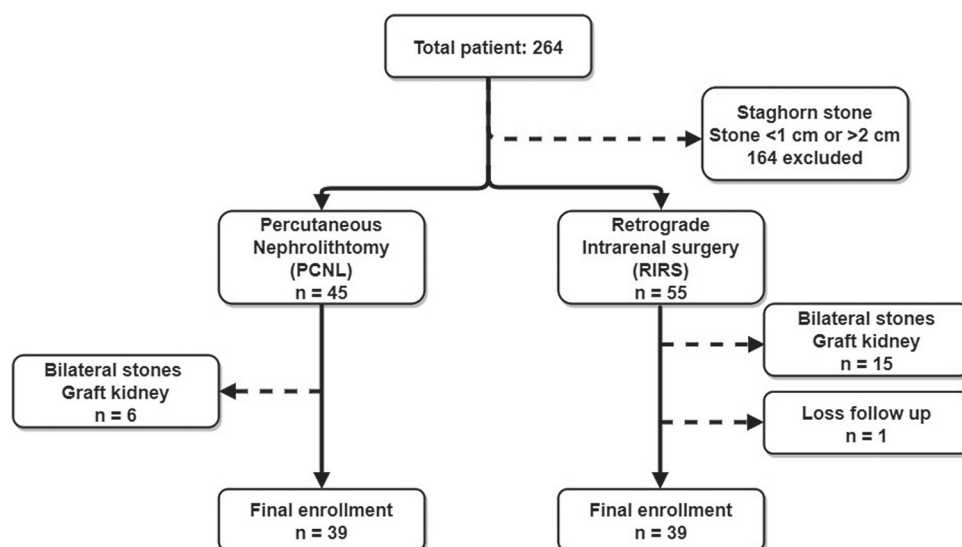 Total patient: 264
Staghorn stone
Stone <1 cm or >2 cm
164 excluded
Percutaneous
Nephrolithtomy
(PCNL)
n = 45
Retrograde
Intrarenal surgery
(RIRS)
n = 55
Bilateral stones
Graft kidney
n = 15
Bilateral stones
Graft kidney
n = 6
Loss follow up
n = 1
Final enrollment
n = 39
Final enrollment
n = 39